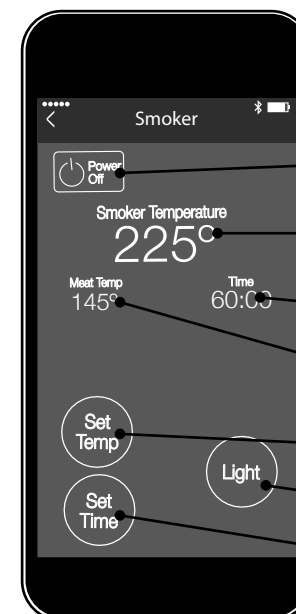 Smoker
Power
Off
Smoker Temperature
225°
Meat Temp
145°
Time
60:00
Set
Temp
Light
Set
Time